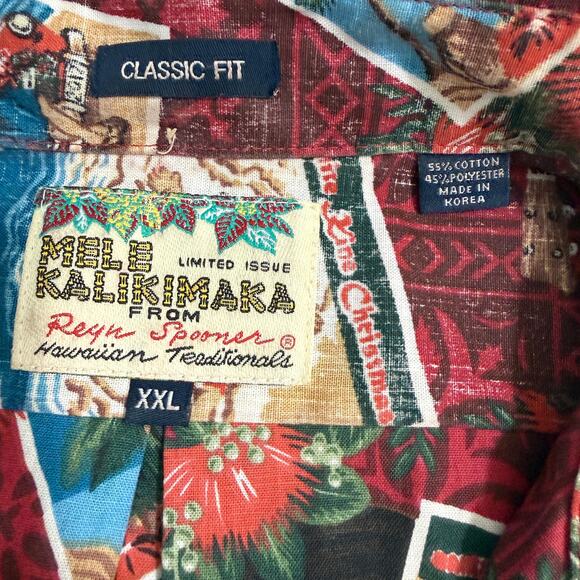 CLASSIC FIT
55% COTTON
45% POLYESTER
MADE IN
KOREA
MELE
LIMITED ISSUE
KALIKIMAKA
FROM
Reyn Spooner ®
Hawaiian Traditionals
XXL
Christmas